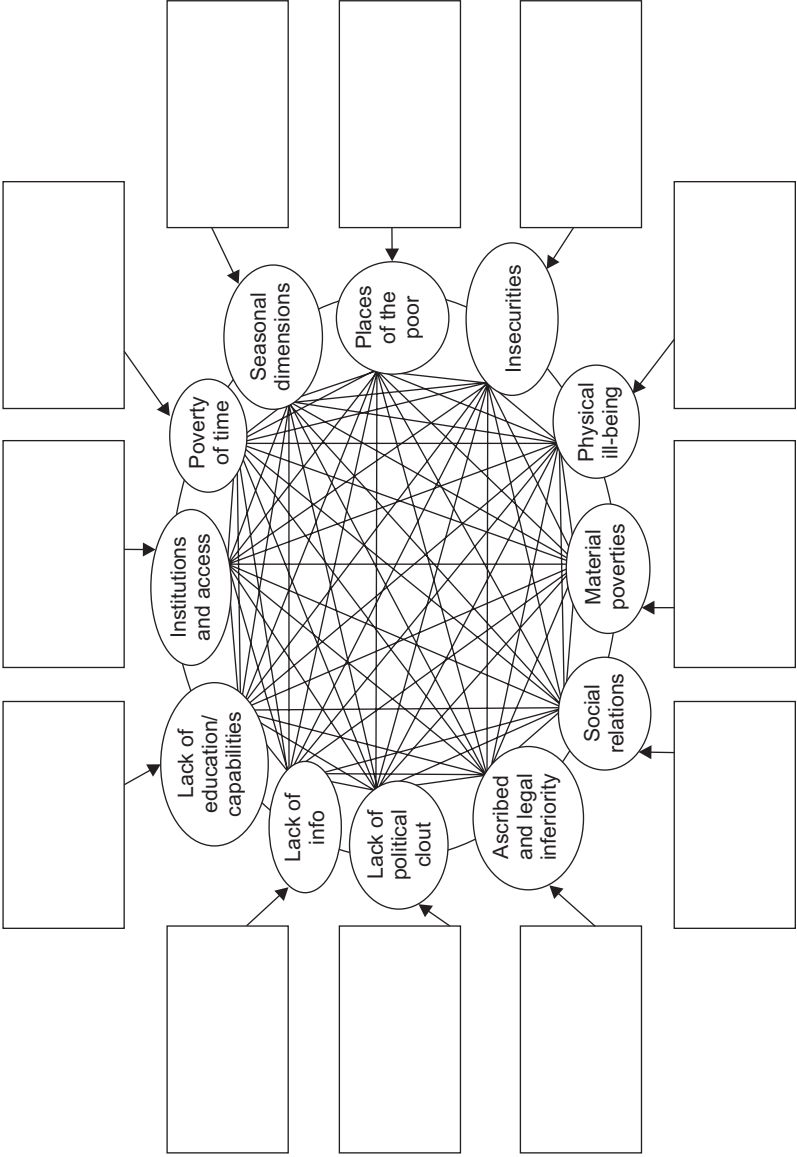 Poverty
of time
Seasonal
dimensions
Places
of the
poor
Insecurities
Physical
ill-being
Material
poverties
Social
relations
Ascribed
and legal
inferiority
Lack of
political
clout
Lack of
info
Lack of
education/
capabilities
Institutions
and access